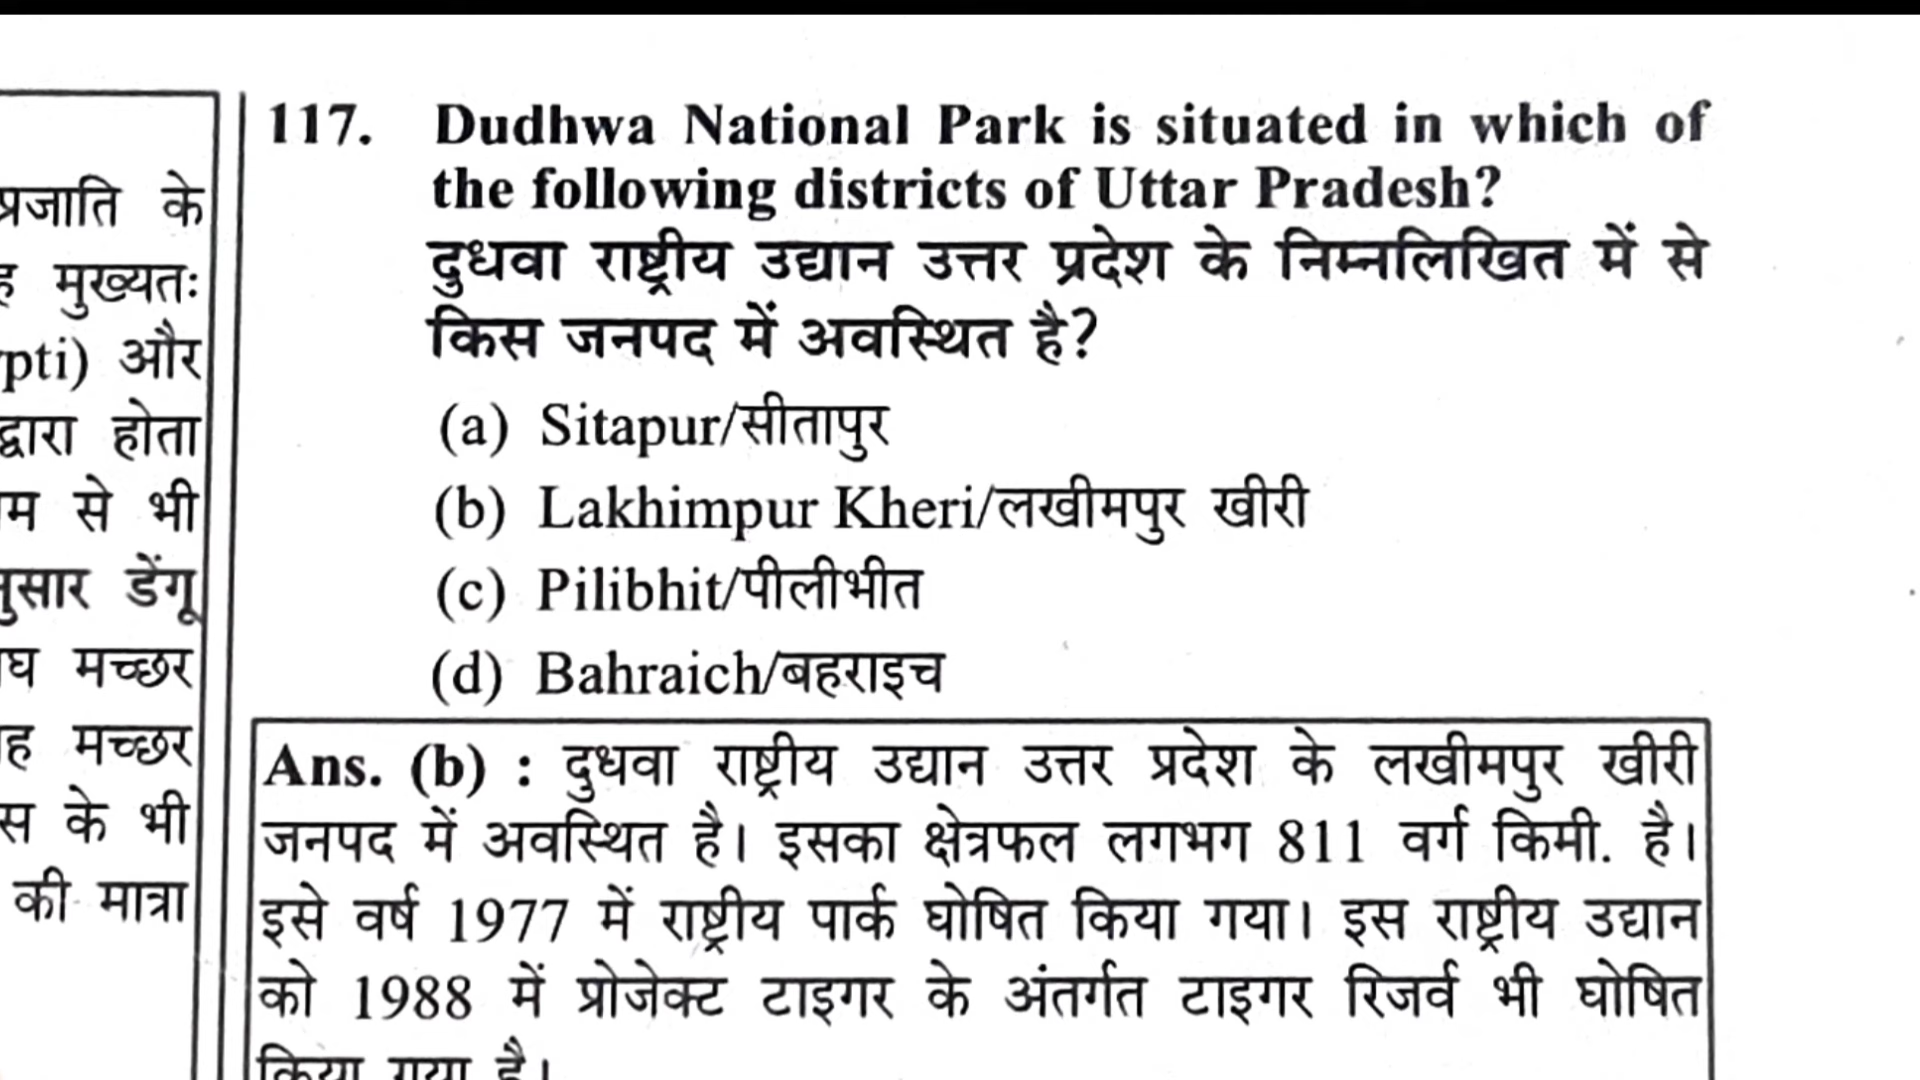 प्रजाति के
मुख्यतः
pti) और
द्वारा होता
से भी
डेंगू
मच्छर
मच्छर
के भी
की मात्रा
117. Dudhwa National Park is situated in which of
the following districts of Uttar Pradesh?
दुधवा राष्ट्रीय उद्यान उत्तर प्रदेश के निम्नलिखित में से
किस जनपद में अवस्थित है?
(a) Sitapur/सीतापुर
(b) Lakhimpur Kheri/लखीमपुर खीरी
(c) Pilibhit/पीलीभीत
(d) Bahraich/बहराइच
Ans. (b) : दुधवा राष्ट्रीय उद्यान उत्तर प्रदेश के लखीमपुर खीरी
जनपद में अवस्थित है। इसका क्षेत्रफल लगभग 811 वर्ग किमी. है।
इसे वर्ष 1977 में राष्ट्रीय पार्क घोषित किया गया। इस राष्ट्रीय उद्यान
को 1988 में प्रोजेक्ट टाइगर के अंतर्गत टाइगर रिजर्व भी घोषित
किया गया है।